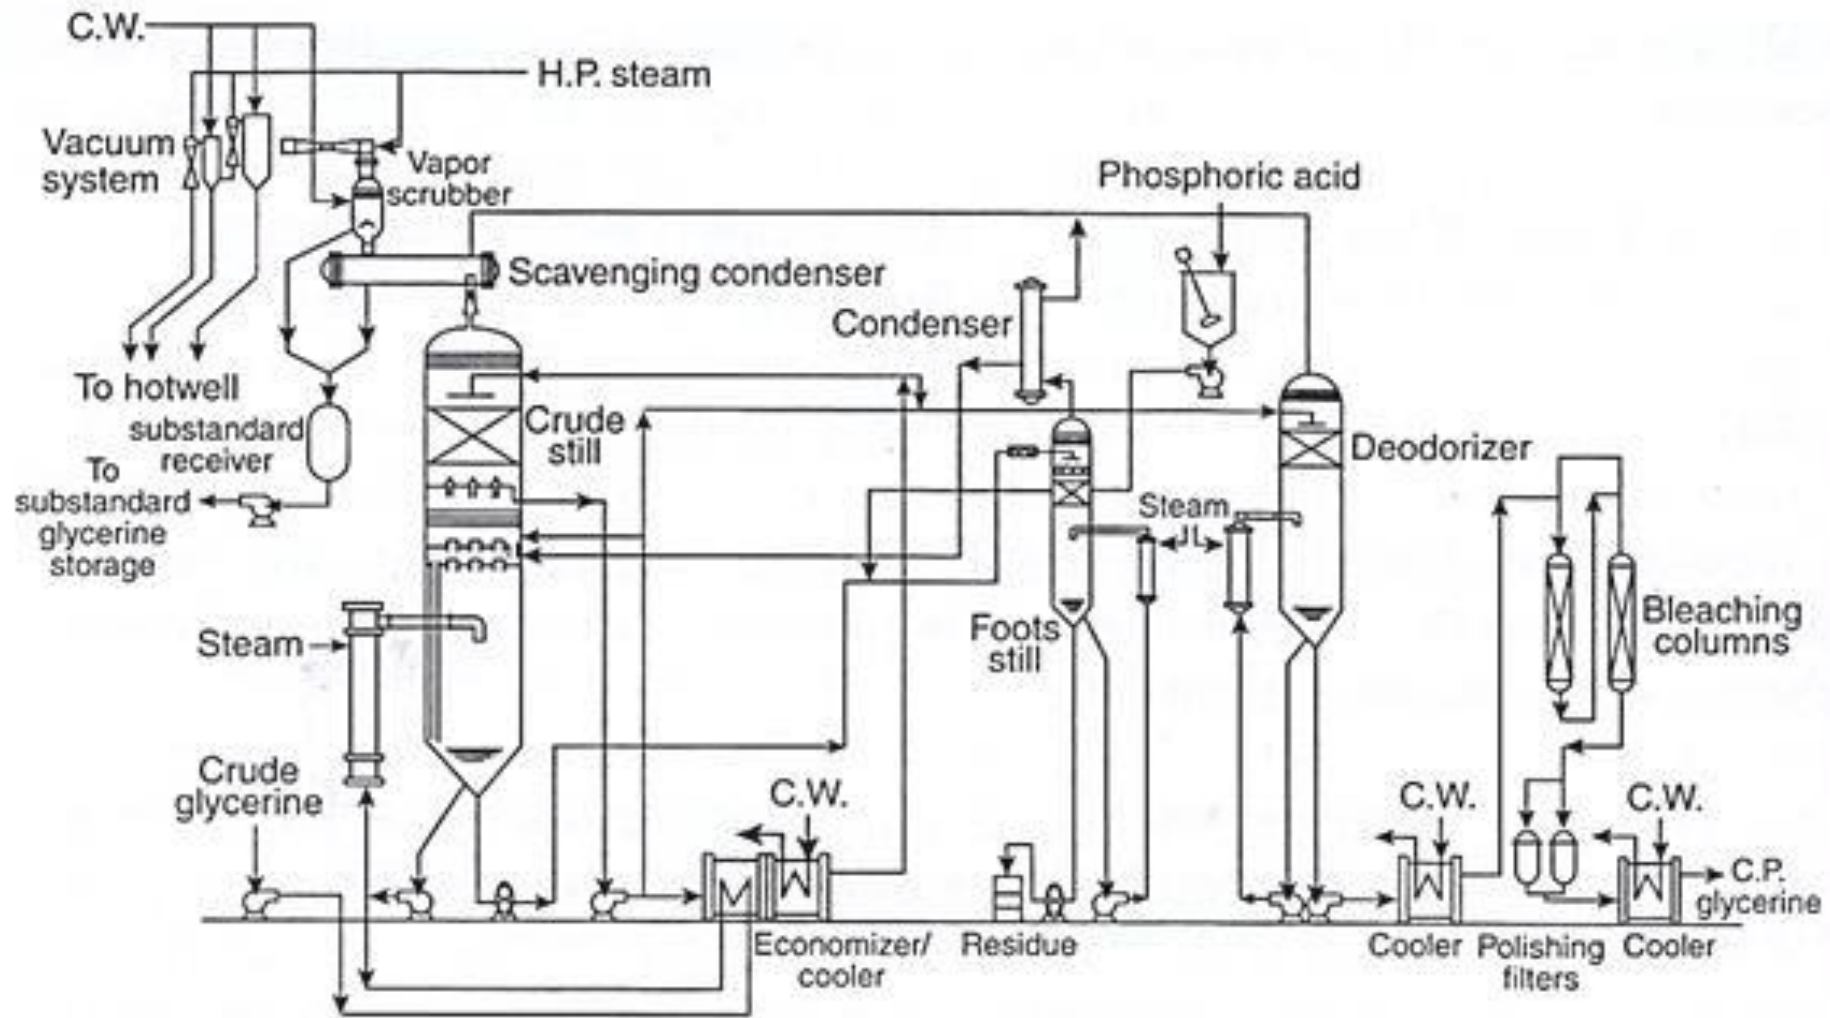 C.W.
H.P. steam
Vacuum
system
Vapor
scrubber
Phosphoric acid
Scavenging condenser
Condenser
To hotwell
substandard
receiver
Crude
still
Deodorizer
To
substandard
glycerine
storage
Steam
Foots
still
Bleaching
columns
Steam
Crude
glycerine
C.W.
C.W.
C.W.
C.P.
glycerine
Economizer/
cooler
Residue
Cooler
Polishing
filters
Cooler